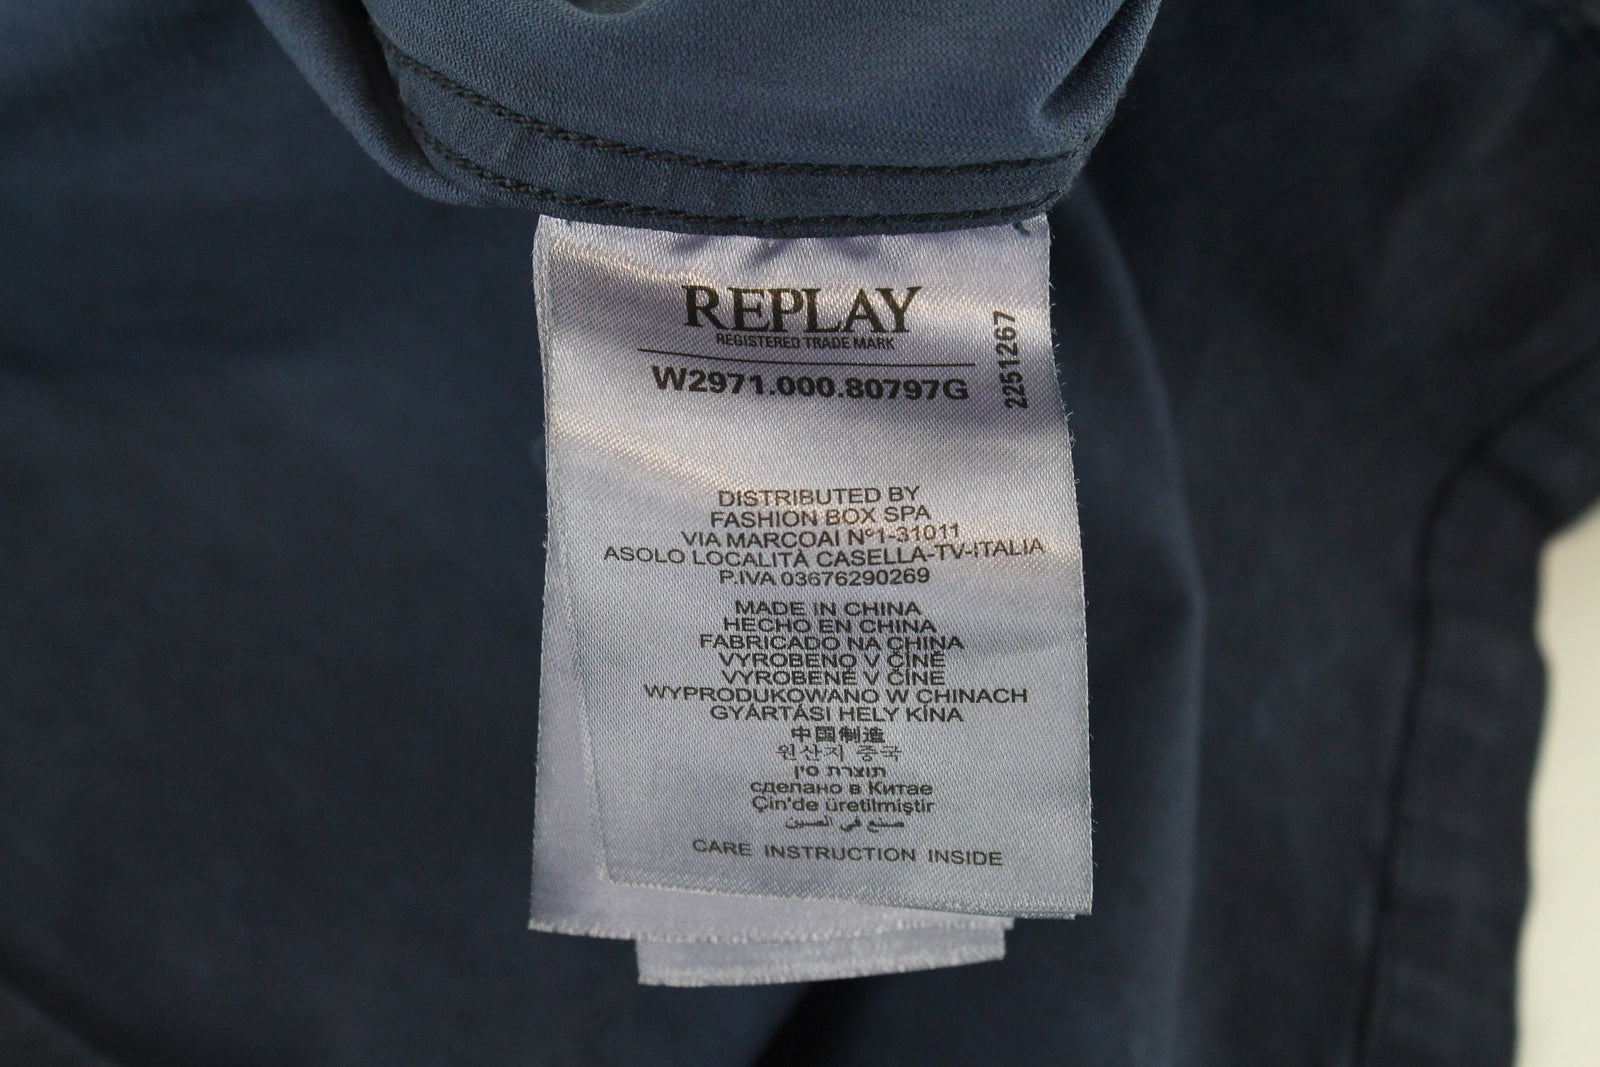 REPLAY
REGISTERED TRADE MARK
W2971.000.80797G
2251267
DISTRIBUTED BY
FASHION BOX SPA
VIA MARCOAI Nº1-31011
ASOLO LOCALITÀ CASELLA-TV-ITALIA
P.IVA 03676290269
MADE IN CHINA
HECHO EN CHINA
FABRICADO NA CHINA
VYROBENO V ČÍNĚ
VYROBENÉ V ČÍNE
WYPRODUKOWANO W CHINACH
GYÁRTÁSI HELY KÍNA
中国制造
원산지 중국
תוצרת סין
сделано в Китае
Çin'de üretilmiştir
صنع في الصين
CARE INSTRUCTION INSIDE